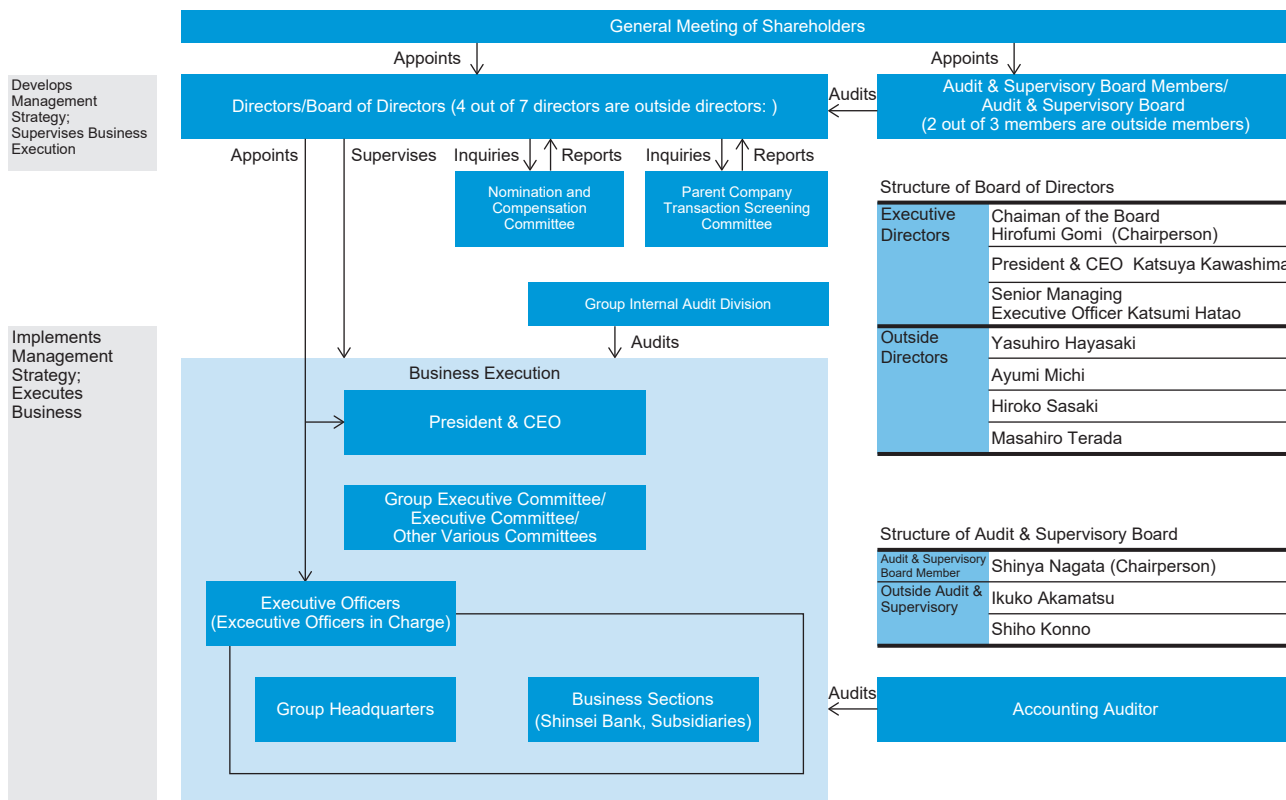 General Meeting of Shareholders
Appoints
Appoints
Develops
Management
Strategy;
Supervises Business
Execution
Directors/Board of Directors (4 out of 7 directors are outside directors: )
Audits
Audit & Supervisory Board Members/
Audit & Supervisory Board
(2 out of 3 members are outside members)
Appoints
Supervises
Inquiries
Reports
Inquiries
Reports
Nomination and
Compensation
Committee
Parent Company
Transaction Screening
Committee
Structure of Board of Directors
Executive
Directors
Chaiman of the Board
Hirofumi Gomi (Chairperson)
President & CEO Katsuya Kawashima
Senior Managing
Executive Officer Katsumi Hatao
Outside
Directors
Yasuhiro Hayasaki
Ayumi Michi
Hiroko Sasaki
Masahiro Terada
Group Internal Audit Division
Audits
Implements
Management
Strategy;
Executes
Business
Business Execution
President & CEO
Group Executive Committee/
Executive Committee/
Other Various Committees
Structure of Audit & Supervisory Board
Audit & Supervisory
Board Member
Shinya Nagata (Chairperson)
Outside Audit &
Supervisory
Ikuko Akamatsu
Shiho Konno
Executive Officers
(Excecutive Officers in Charge)
Group Headquarters
Business Sections
(Shinsei Bank, Subsidiaries)
Audits
Accounting Auditor